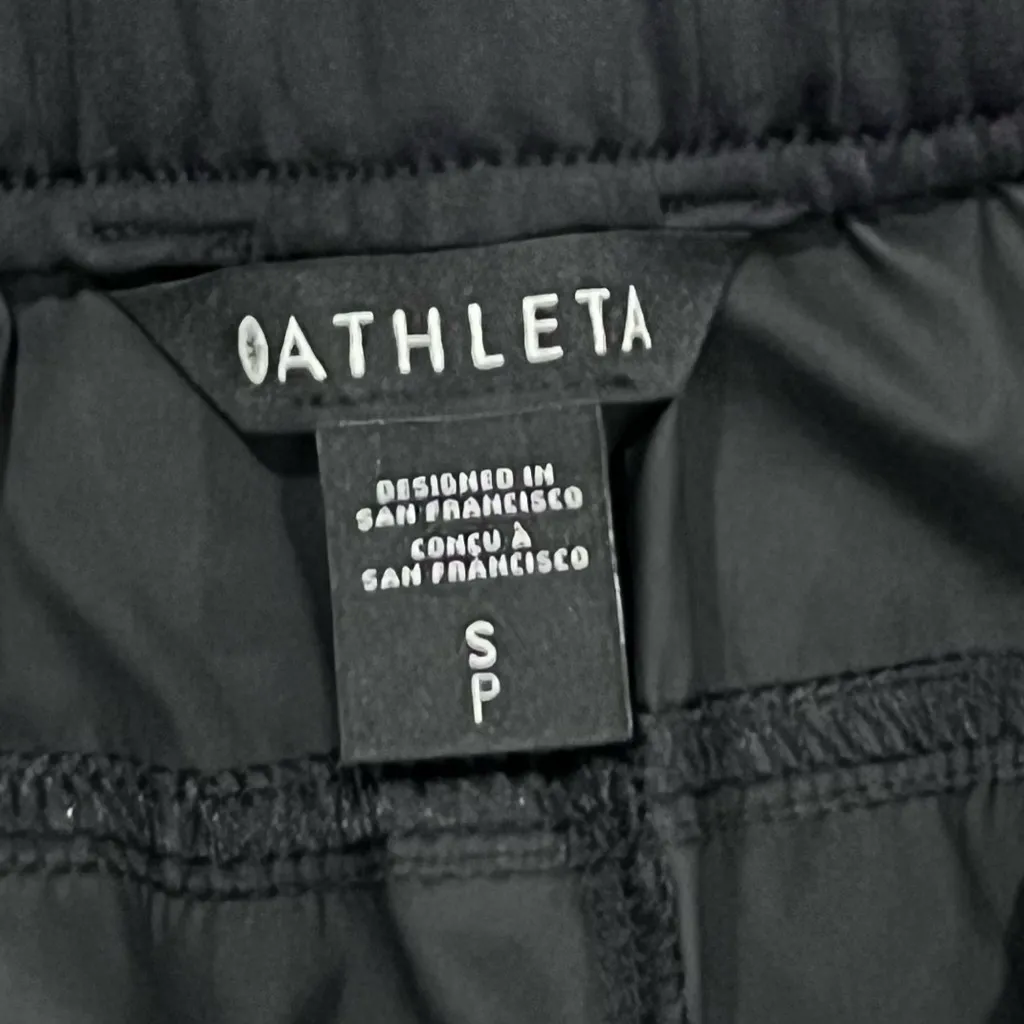 ATHLETA
DESIGNED IN
SAN FRANCISCO
CONÇU À
SAN FRANCISCO
S
P